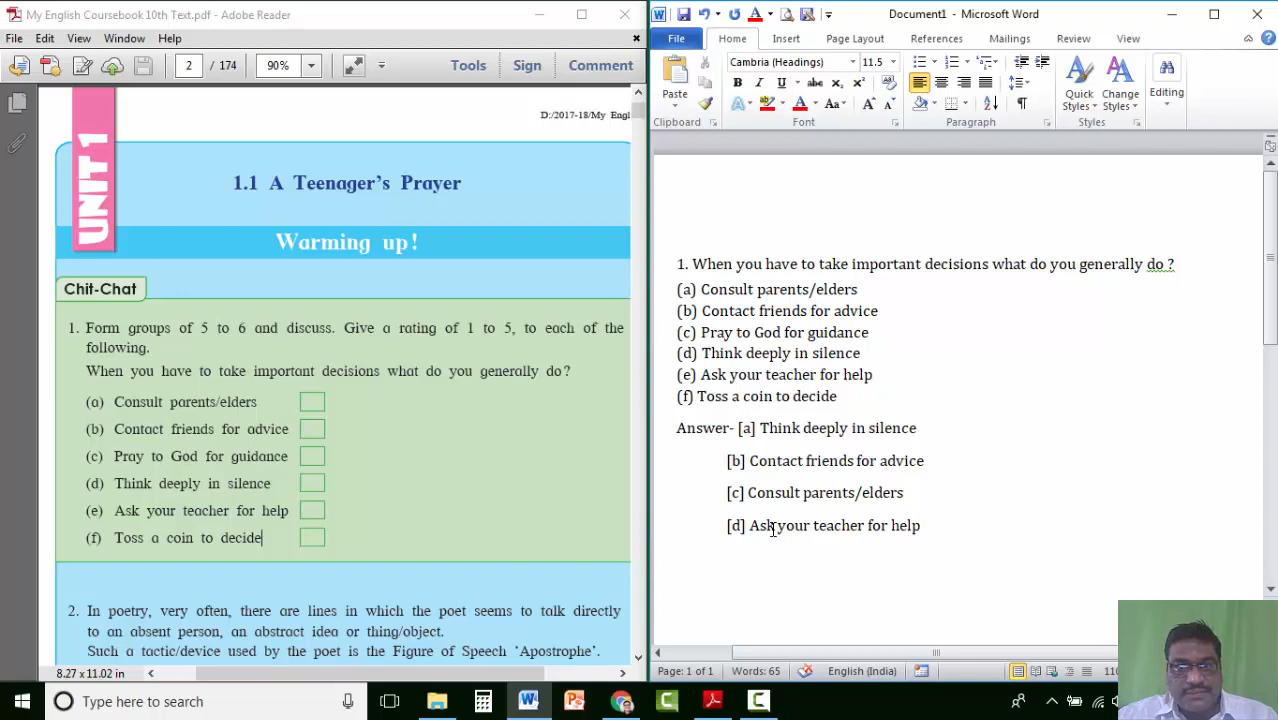 My English Coursebook 10th Text.pdf - Adobe Reader
File Edit View Window Help
2 / 174 90% Tools Sign Comment
D:/2017-18/My Engl
UNIT 1
1.1 A Teenager's Prayer
Warming up!
Chit-Chat
1. Form groups of 5 to 6 and discuss. Give a rating of 1 to 5, to each of the
following.
When you have to take important decisions what do you generally do?
(a) Consult parents/elders
(b) Contact friends for advice
(c) Pray to God for guidance
(d) Think deeply in silence
(e) Ask your teacher for help
(f) Toss a coin to decide
2. In poetry, very often, there are lines in which the poet seems to talk directly
to an absent person, an abstract idea or thing/object.
Such a tactic/device used by the poet is the Figure of Speech 'Apostrophe'.
8.27 x 11.02 in
Document1 - Microsoft Word
File Home Insert Page Layout References Mailings Review View
Cambria (Headings) 11.5
Paste
B I U abc x₂ x²
A ab A Aa A A
Quick Styles Change Styles Editing
Clipboard Font Paragraph Styles
1. When you have to take important decisions what do you generally do ?
(a) Consult parents/elders
(b) Contact friends for advice
(c) Pray to God for guidance
(d) Think deeply in silence
(e) Ask your teacher for help
(f) Toss a coin to decide
Answer- [a] Think deeply in silence
[b] Contact friends for advice
[c] Consult parents/elders
[d] Ask your teacher for help
Page: 1 of 1 Words: 65 English (India)
Type here to search